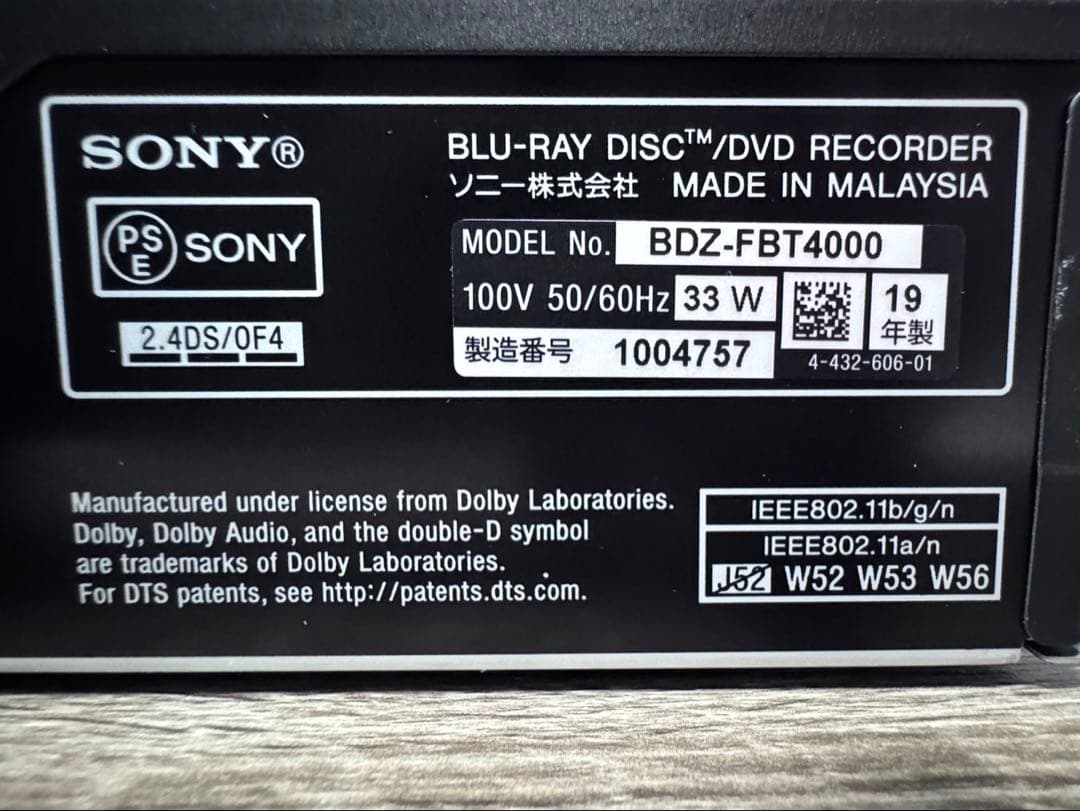 SONY®
BLU-RAY DISC™/DVD RECORDER
ソニー株式会社 MADE IN MALAYSIA
PS
E
SONY
MODEL No. BDZ-FBT4000
100V 50/60Hz 33 W
19
年製
2.4DS/OF4
製造番号 1004757
4-432-606-01
Manufactured under license from Dolby Laboratories.
Dolby, Dolby Audio, and the double-D symbol
are trademarks of Dolby Laboratories.
For DTS patents, see http://patents.dts.com.
IEEE802.11b/g/n
IEEE802.11a/n
J52 W52 W53 W56